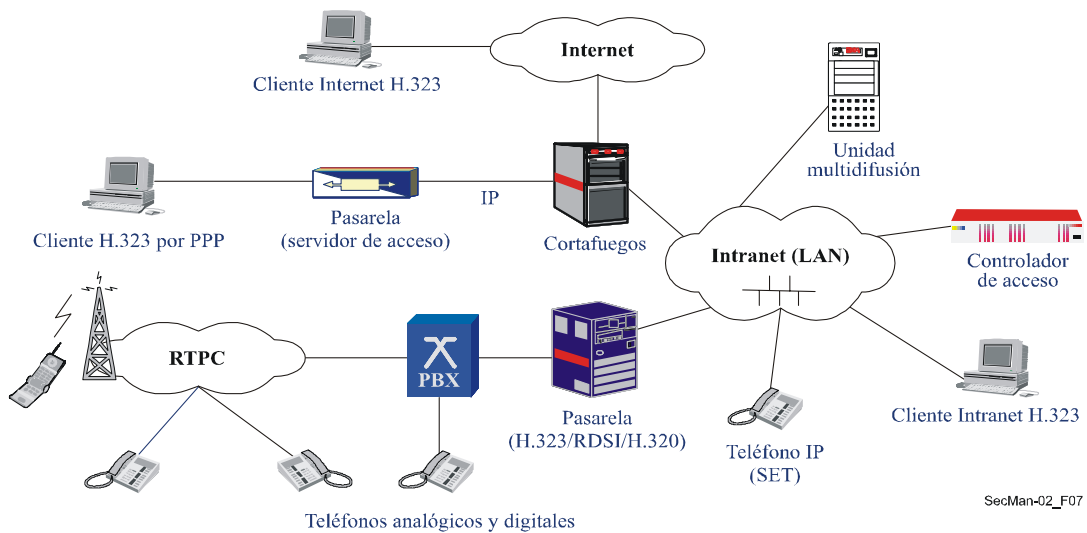 Internet
Cliente Internet H.323
Unidad
multidifusión
IP
Pasarela
(servidor de acceso)
Cliente H.323 por PPP
Cortafuegos
Intranet (LAN)
Controlador
de acceso
RTPC
PBX
Pasarela
(H.323/RDSI/H.320)
Teléfono IP
(SET)
Cliente Intranet H.323
Teléfonos analógicos y digitales
SecMan-02_F07